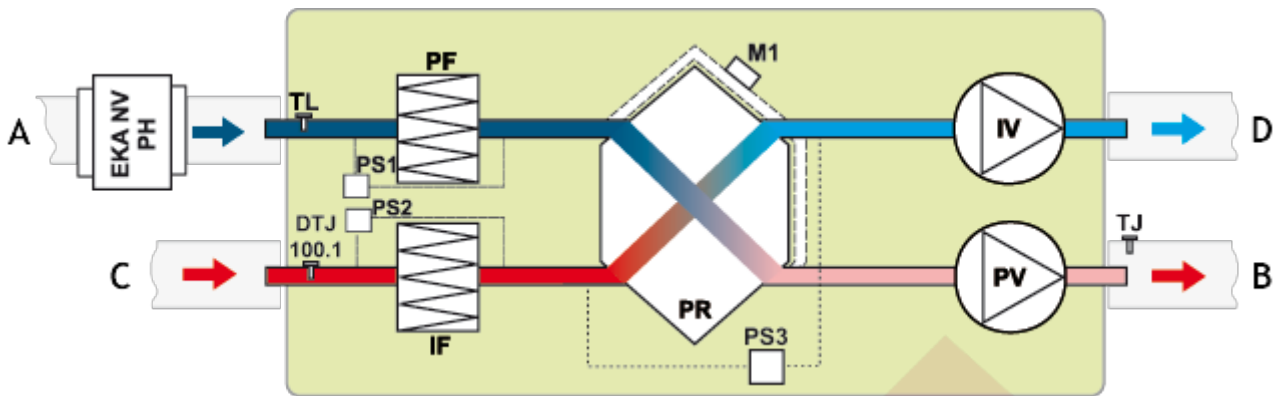 A
EKA NV
PH
TL
PF
M1
IV
D
PS1
PS2
DTJ
100.1
C
IF
PR
PS3
PV
TJ
B